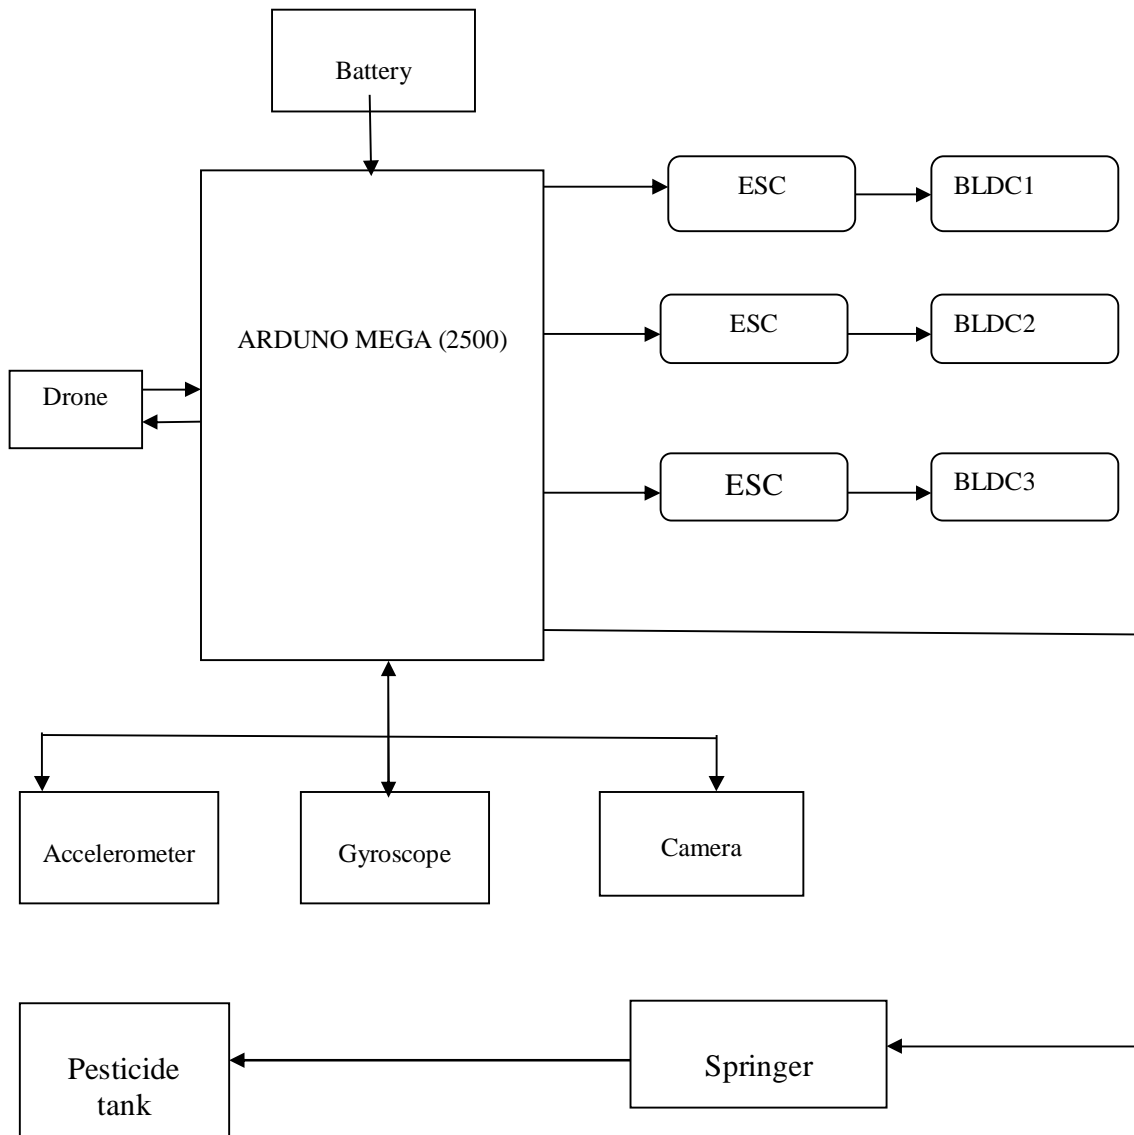 Battery
ESC
BLDC1
ARDUNO MEGA (2500)
ESC
BLDC2
Drone
ESC
BLDC3
Accelerometer
Gyroscope
Camera
Pesticide
tank
Springer